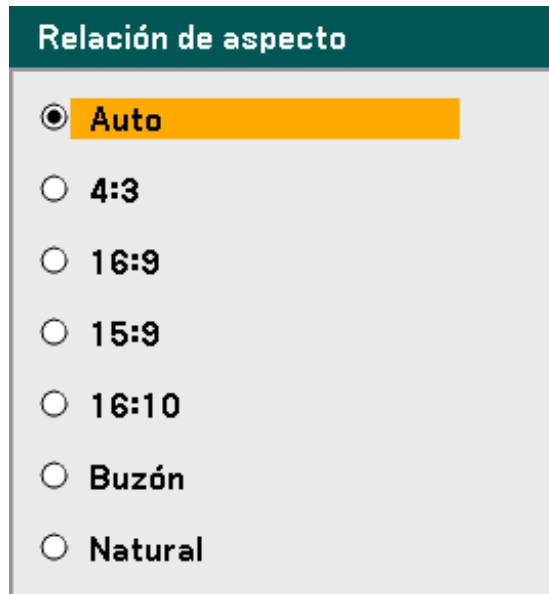 Relación de aspecto
Auto
4:3
16:9
15:9
16:10
Buzón
Natural